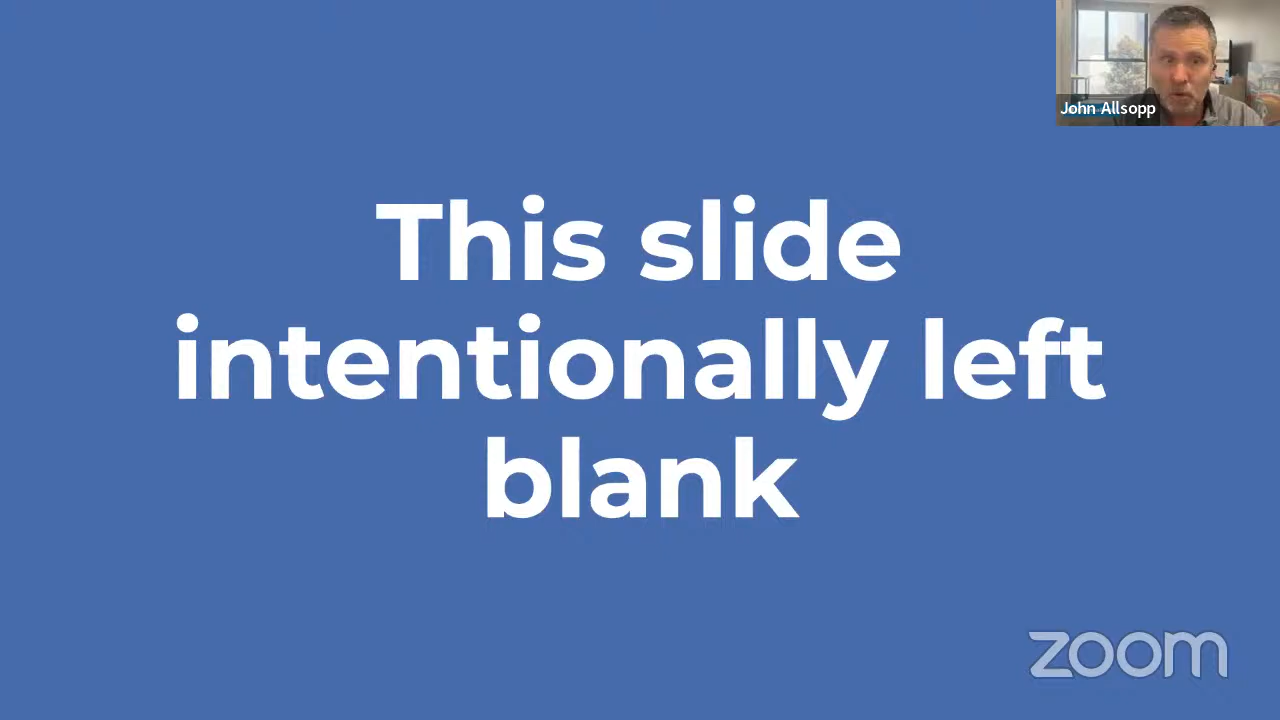 John Allsopp
This slide
intentionally left
blank
zoom